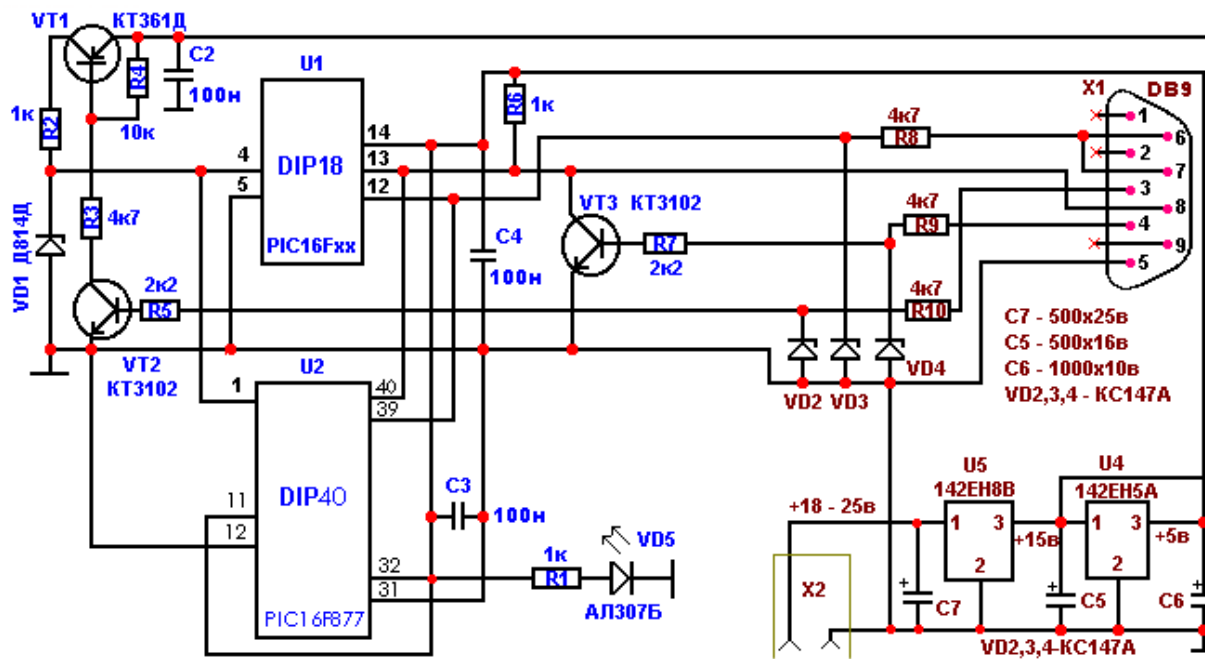 VT1 КТ361Д
C2
100н
R4
10к
1к
R2
U1
14
13
12
4
5
DIP18
PIC16Fxx
R6
1к
X1 DB9
1
6
2
7
3
8
4
9
5
4к7
R8
4к7
R9
4к7
R10
VT3 КТ3102
R7
2к2
C4
100н
R3
4к7
VD1 Д814Д
2к2
R5
VT2
КТ3102
U2
1
40
39
DIP40
11
12
32
31
PIC16F877
C3
100н
1к
R1
VD5
АЛ307Б
VD2 VD3
VD4
C7 - 500x25в
C5 - 500x16в
C6 - 1000x10в
VD2,3,4 - КС147А
U5
142ЕН8В
1 3
2
U4
142ЕН5А
1 3
2
+18 - 25в
+15в
+5в
X2
+
C7
+
C5
+
C6
VD2,3,4-КС147А